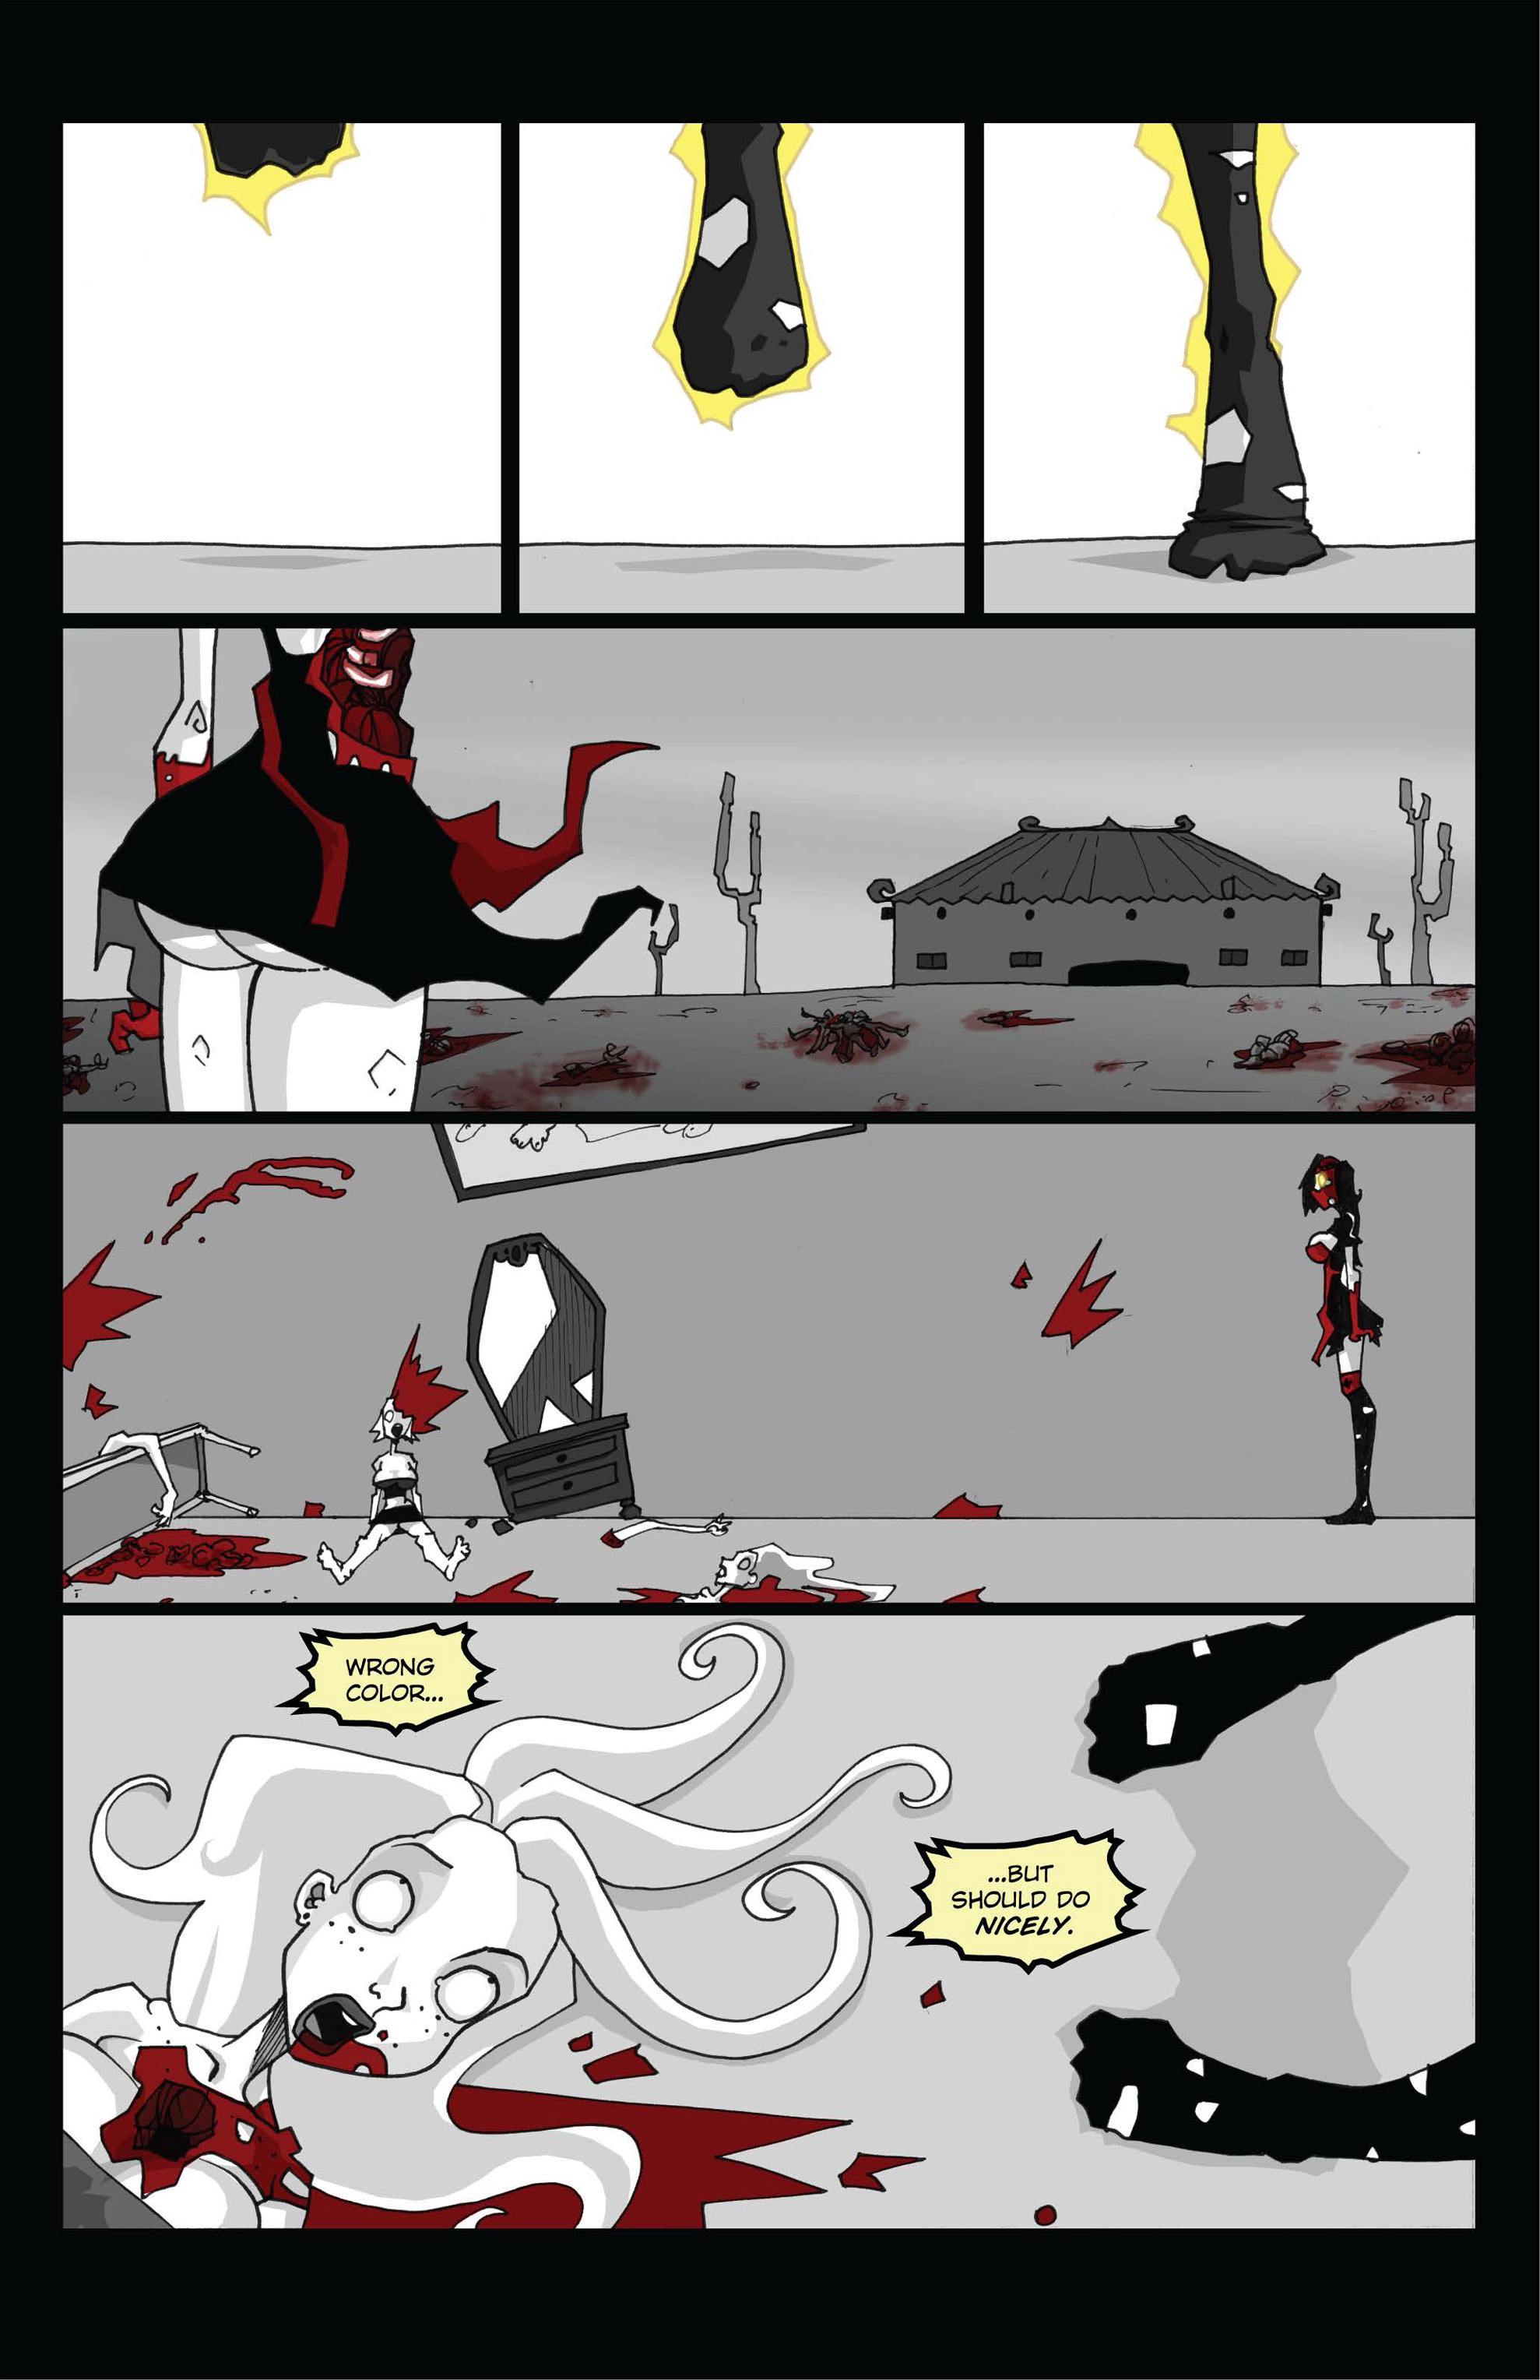 WRONG
COLOR...
...BUT
SHOULD DO
NICELY.